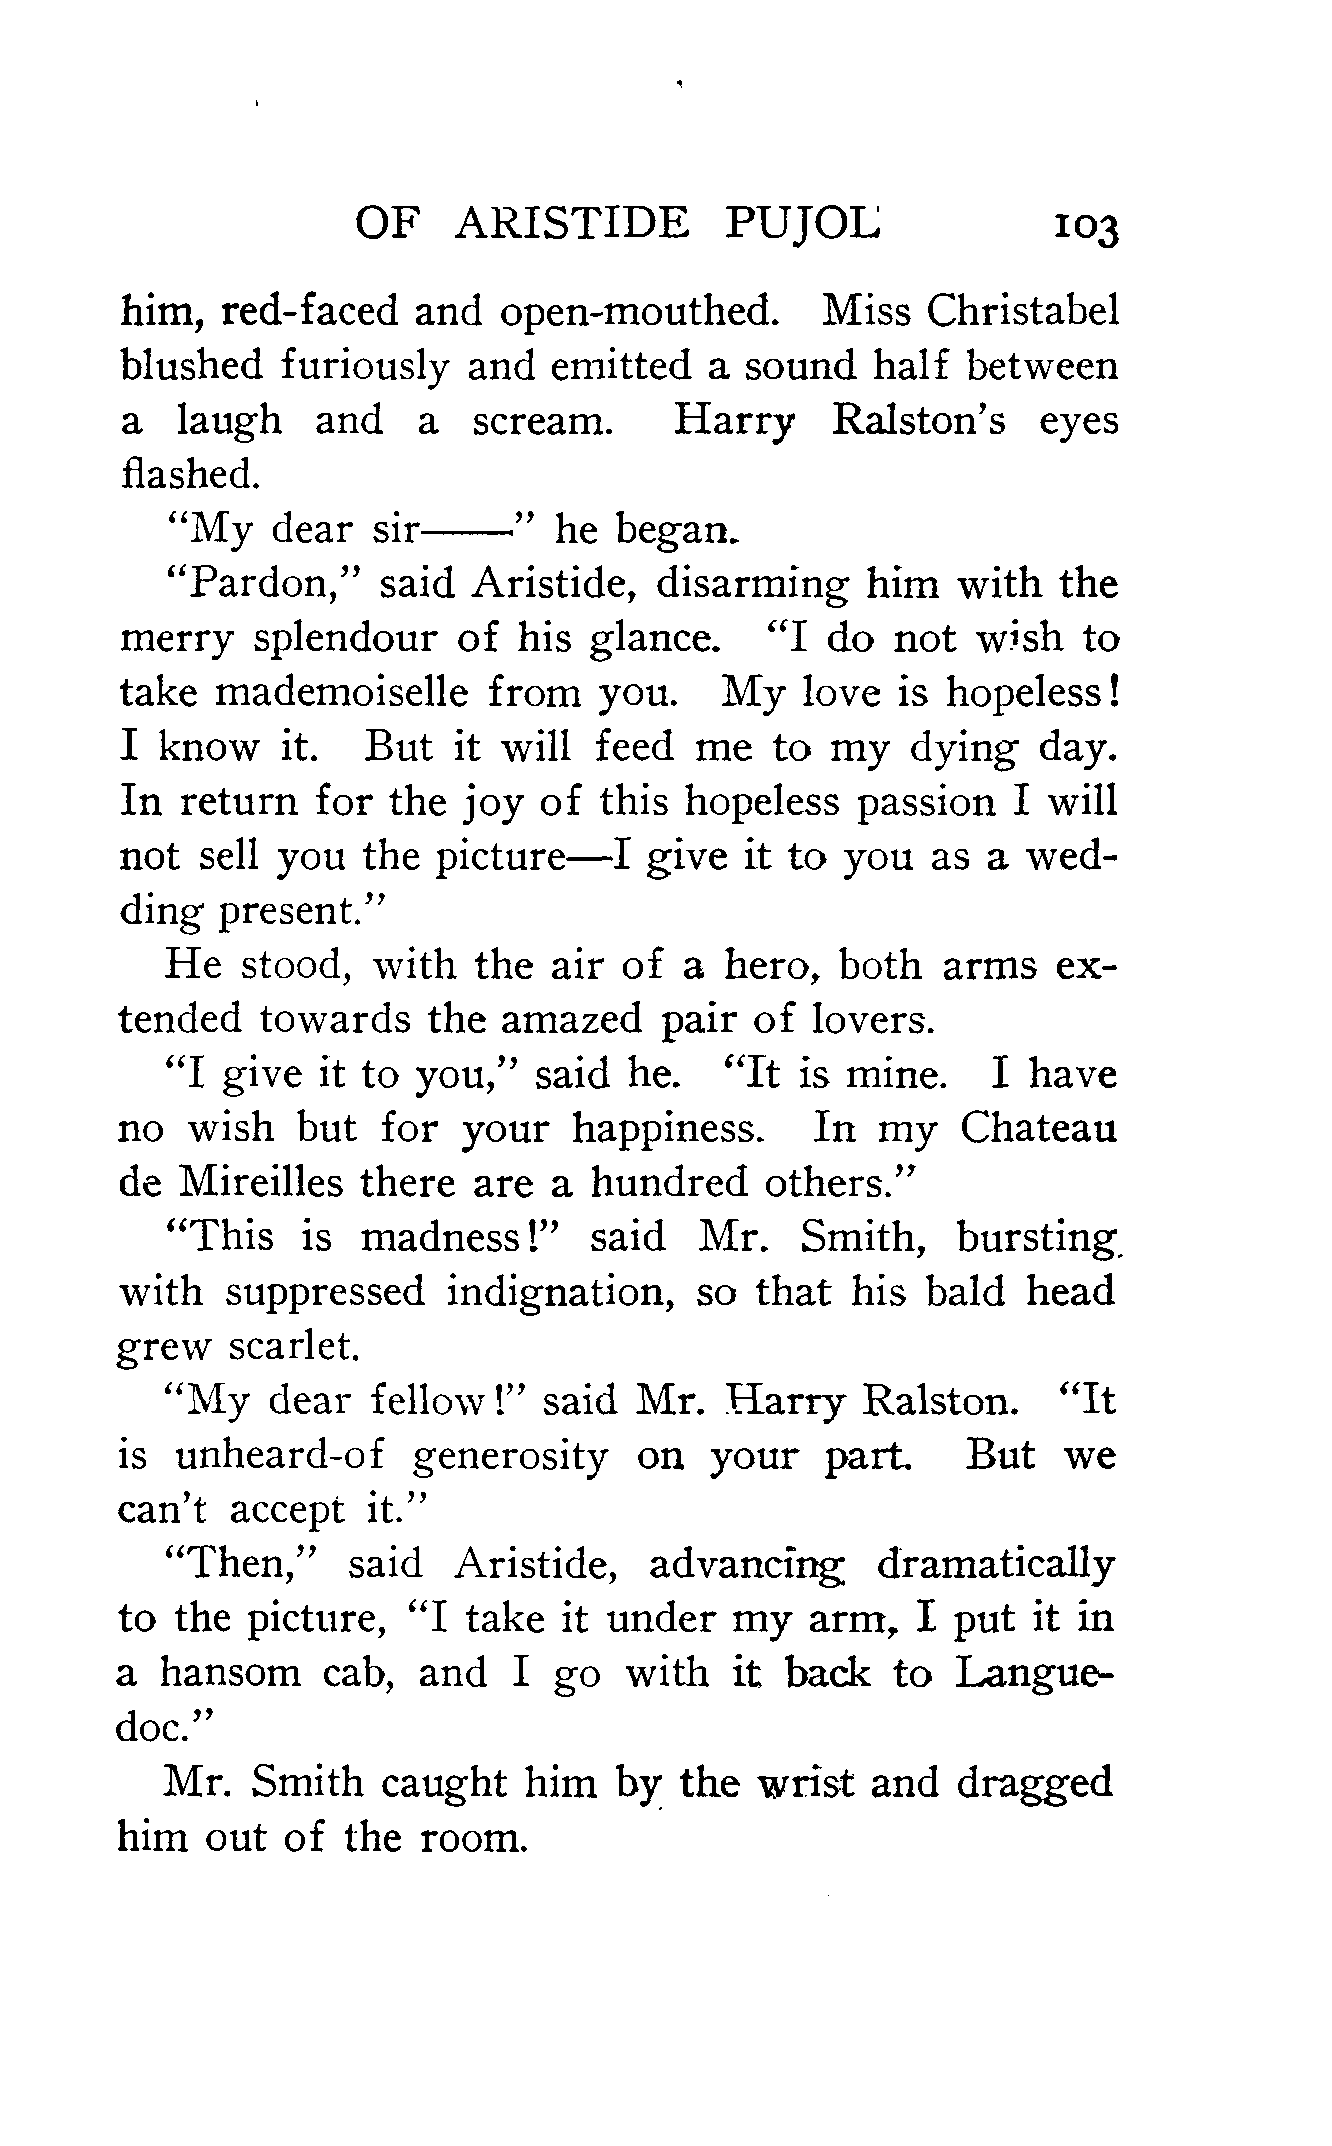 OF ARISTIDE PUJOL 103
him, red-faced and open-mouthed. Miss Christabel
blushed furiously and emitted a sound half between
a laugh and a scream. Harry Ralston's eyes
flashed.
"My dear sir——" he began.
"Pardon," said Aristide, disarming him with the
merry splendour of his glance. "I do not wish to
take mademoiselle from you. My love is hopeless!
I know it. But it will feed me to my dying day.
In return for the joy of this hopeless passion I will
not sell you the picture—I give it to you as a wed-
ding present."
He stood, with the air of a hero, both arms ex-
tended towards the amazed pair of lovers.
"I give it to you," said he. "It is mine. I have
no wish but for your happiness. In my Chateau
de Mireilles there are a hundred others."
"This is madness!" said Mr. Smith, bursting
with suppressed indignation, so that his bald head
grew scarlet.
"My dear fellow!" said Mr. Harry Ralston. "It
is unheard-of generosity on your part. But we
can't accept it."
"Then," said Aristide, advancing dramatically
to the picture, "I take it under my arm, I put it in
a hansom cab, and I go with it back to Langue-
doc."
Mr. Smith caught him by the wrist and dragged
him out of the room.